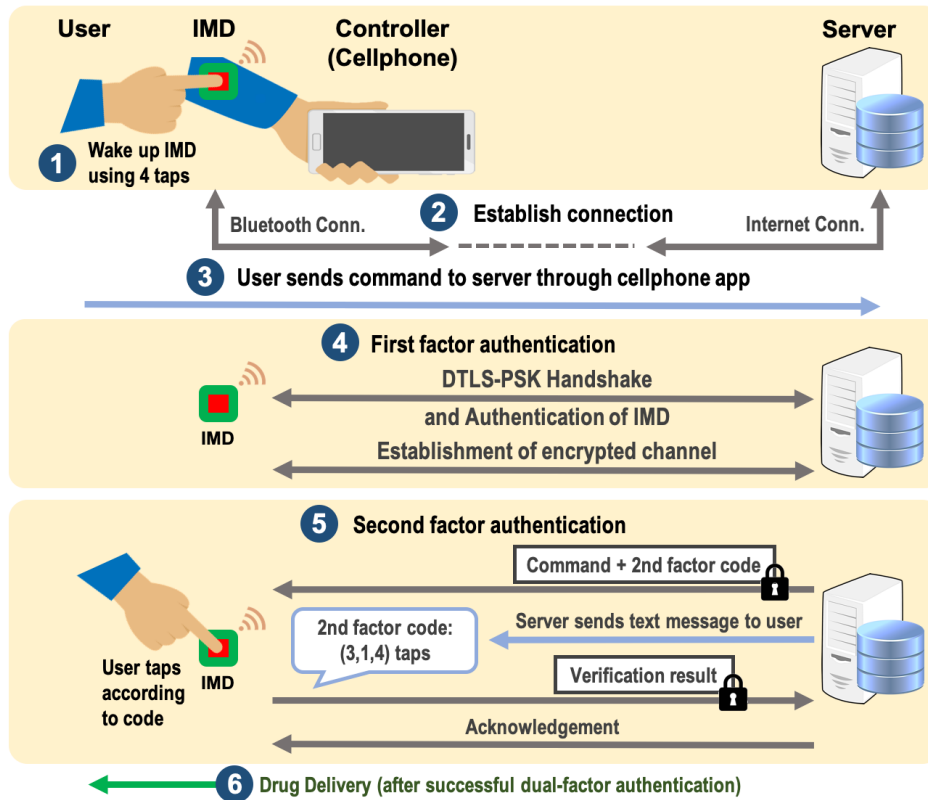 User
IMD
Controller
(Cellphone)
Server
1
Wake up IMD
using 4 taps
2
Establish connection
Bluetooth Conn.
Internet Conn.
3
User sends command to server through cellphone app
4
First factor authentication
DTLS-PSK Handshake
and Authentication of IMD
Establishment of encrypted channel
IMD
5
Second factor authentication
Command + 2nd factor code
Server sends text message to user
2nd factor code:
(3,1,4) taps
User taps
according
to code
IMD
Verification result
Acknowledgement
6
Drug Delivery (after successful dual-factor authentication)